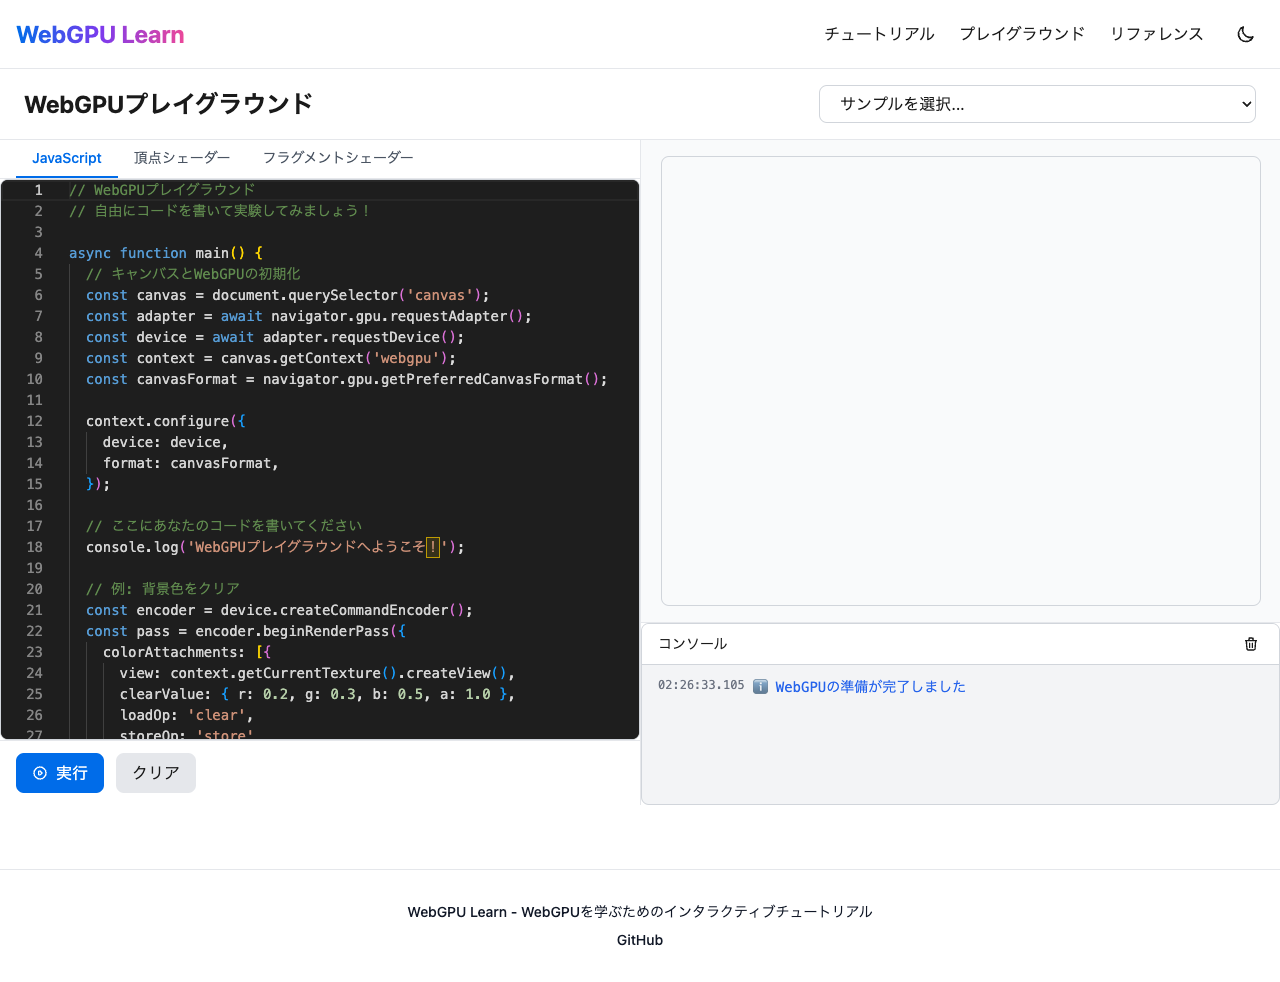 WebGPU Learn
チュートリアル プレイグラウンド リファレンス
WebGPUプレイグラウンド
サンプルを選択...
JavaScript 頂点シェーダー フラグメントシェーダー
1 // WebGPUプレイグラウンド
2 // 自由にコードを書いて実験してみましょう！
3
4 async function main() {
5 // キャンバスとWebGPUの初期化
6 const canvas = document.querySelector('canvas');
7 const adapter = await navigator.gpu.requestAdapter();
8 const device = await adapter.requestDevice();
9 const context = canvas.getContext('webgpu');
10 const canvasFormat = navigator.gpu.getPreferredCanvasFormat();
11
12 context.configure({
13 device: device,
14 format: canvasFormat,
15 });
16
17 // ここにあなたのコードを書いてください
18 console.log('WebGPUプレイグラウンドへようこそ！');
19
20 // 例: 背景色をクリア
21 const encoder = device.createCommandEncoder();
22 const pass = encoder.beginRenderPass({
23 colorAttachments: [{
24 view: context.getCurrentTexture().createView(),
25 clearValue: { r: 0.2, g: 0.3, b: 0.5, a: 1.0 },
26 loadOp: 'clear',
27 storeOp: 'store'
実行 クリア
コンソール
02:26:33.105 ℹ️ WebGPUの準備が完了しました
WebGPU Learn - WebGPUを学ぶためのインタラクティブチュートリアル
GitHub